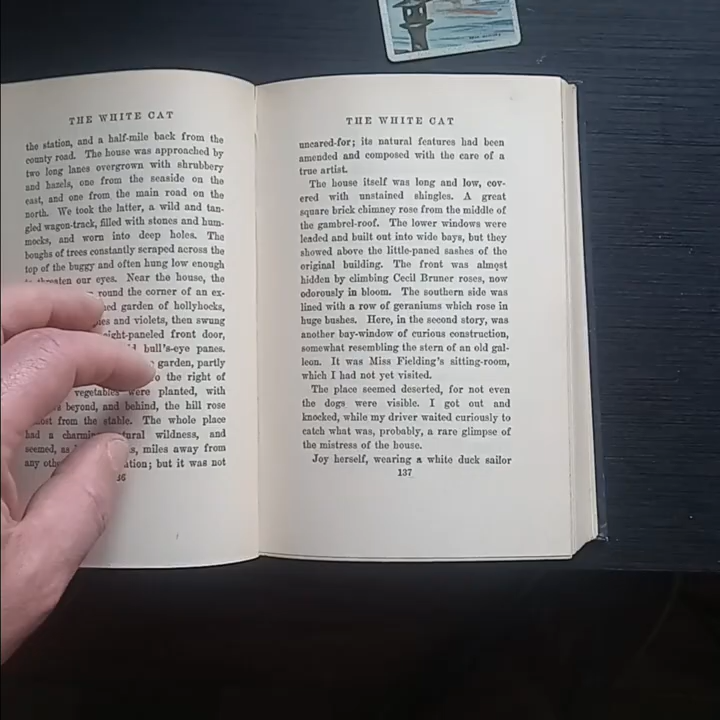 THE WHITE CAT
the station, and a half-mile back from the
county road. The house was approached by
two long lanes overgrown with shrubbery
and hazels, one from the seaside on the
east, and one from the main road on the
north. We took the latter, a wild and tan-
gled wagon-track, filled with stones and hum-
mocks, and worn into deep holes. The
boughs of trees constantly scraped across the
top of the buggy and often hung low enough
to threaten our eyes. Near the house, the
round the corner of an ex-
garden of hollyhocks,
and violets, then swung
front door,
bull's-eye panes.
garden, partly
the right of
vegetables were planted, with
beyond, and behind, the hill rose
from the stable. The whole place
had a wildness, and
seemed, miles away from
any but it was not
THE WHITE CAT
uncared-for; its natural features had been
amended and composed with the care of a
true artist.
The house itself was long and low, cov-
ered with unstained shingles. A great
square brick chimney rose from the middle of
the gambrel-roof. The lower windows were
leaded and built out into wide bays, but they
showed above the little-paned sashes of the
original building. The front was almost
hidden by climbing Cecil Bruner roses, now
odorously in bloom. The southern side was
lined with a row of geraniums which rose in
huge bushes. Here, in the second story, was
another bay-window of curious construction,
somewhat resembling the stern of an old gal-
leon. It was Miss Fielding's sitting-room,
which I had not yet visited.
The place seemed deserted, for not even
the dogs were visible. I got out and
knocked, while my driver waited curiously to
catch what was, probably, a rare glimpse of
the mistress of the house.
Joy herself, wearing a white duck sailor
137